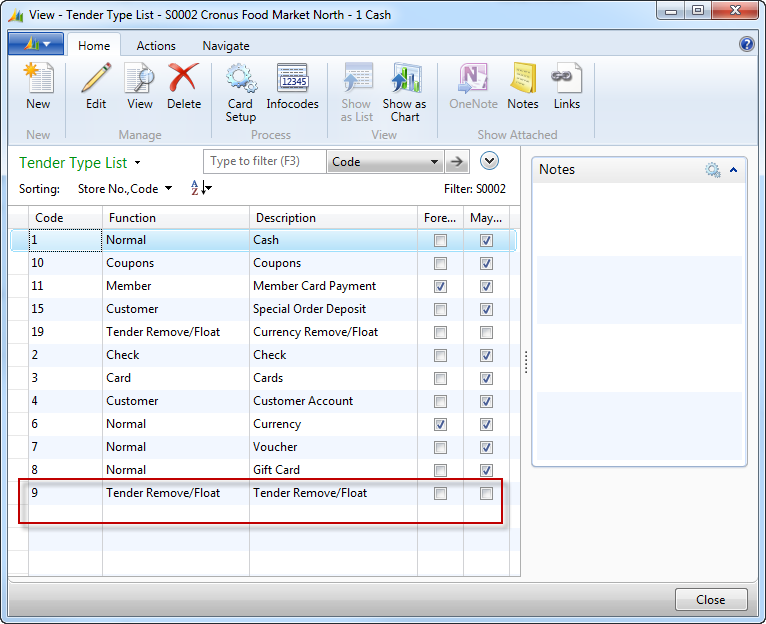 View - Tender Type List - S0002 Cronus Food Market North - 1 Cash
Home Actions Navigate
New Edit View Delete Card Setup Infocodes Show as List Show as Chart OneNote Notes Links
New Manage Process View Show Attached
Tender Type List Type to filter (F3) Code
Notes
Sorting: Store No.,Code A Z Filter: S0002
Code Function Description Fore... May...
1 Normal Cash
10 Coupons Coupons
11 Member Member Card Payment
15 Customer Special Order Deposit
19 Tender Remove/Float Currency Remove/Float
2 Check Check
3 Card Cards
4 Customer Customer Account
6 Normal Currency
7 Normal Voucher
8 Normal Gift Card
9 Tender Remove/Float Tender Remove/Float
Close